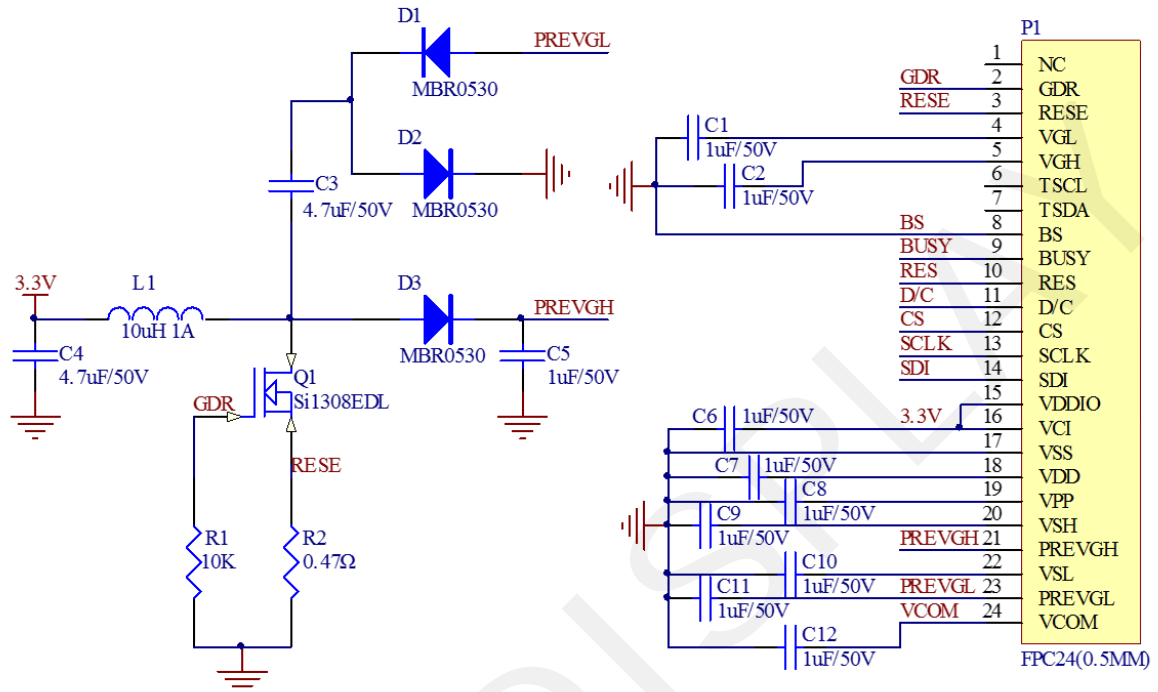 D1
PREVGL
MBR0530
D2
MBR0530
C3
4.7uF/50V
3.3V
L1
10uH 1A
D3
PREVGH
MBR0530
C4
4.7uF/50V
C5
1uF/50V
Q1
Si1308EDL
GDR
RESE
R1
10K
R2
0.47Ω
P1
1 NC
GDR 2 GDR
RESE 3 RESE
4 VGL
C1
1uF/50V
5 VGH
C2
1uF/50V
6 TSCL
7 TSDA
BS 8 BS
BUSY 9 BUSY
RES 10 RES
D/C 11 D/C
CS 12 CS
SCLK 13 SCLK
SDI 14 SDI
15 VDDIO
C6 1uF/50V 3.3V 16 VCI
17 VSS
C7 1uF/50V 18 VDD
C8 19 VPP
1uF/50V
C9 20 VSH
1uF/50V
PREVGH 21 PREVGH
C10 22 VSL
1uF/50V
C11 PREVGL 23 PREVGL
1uF/50V
VCOM 24 VCOM
C12
1uF/50V
FPC24(0.5MM)
DISPLAY